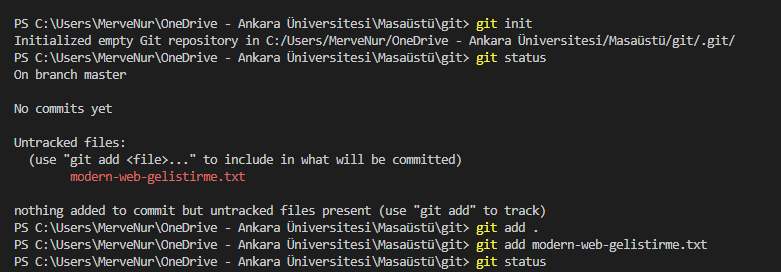 PS C:\Users\MerveNur\OneDrive - Ankara Üniversitesi\Masaüstü\git> git init
Initialized empty Git repository in C:/Users/MerveNur/OneDrive - Ankara Üniversitesi/Masaüstü/git/.git/
PS C:\Users\MerveNur\OneDrive - Ankara Üniversitesi\Masaüstü\git> git status
On branch master

No commits yet

Untracked files:
  (use "git add <file>..." to include in what will be committed)
        modern-web-gelistirme.txt

nothing added to commit but untracked files present (use "git add" to track)
PS C:\Users\MerveNur\OneDrive - Ankara Üniversitesi\Masaüstü\git> git add .
PS C:\Users\MerveNur\OneDrive - Ankara Üniversitesi\Masaüstü\git> git add modern-web-gelistirme.txt
PS C:\Users\MerveNur\OneDrive - Ankara Üniversitesi\Masaüstü\git> git status